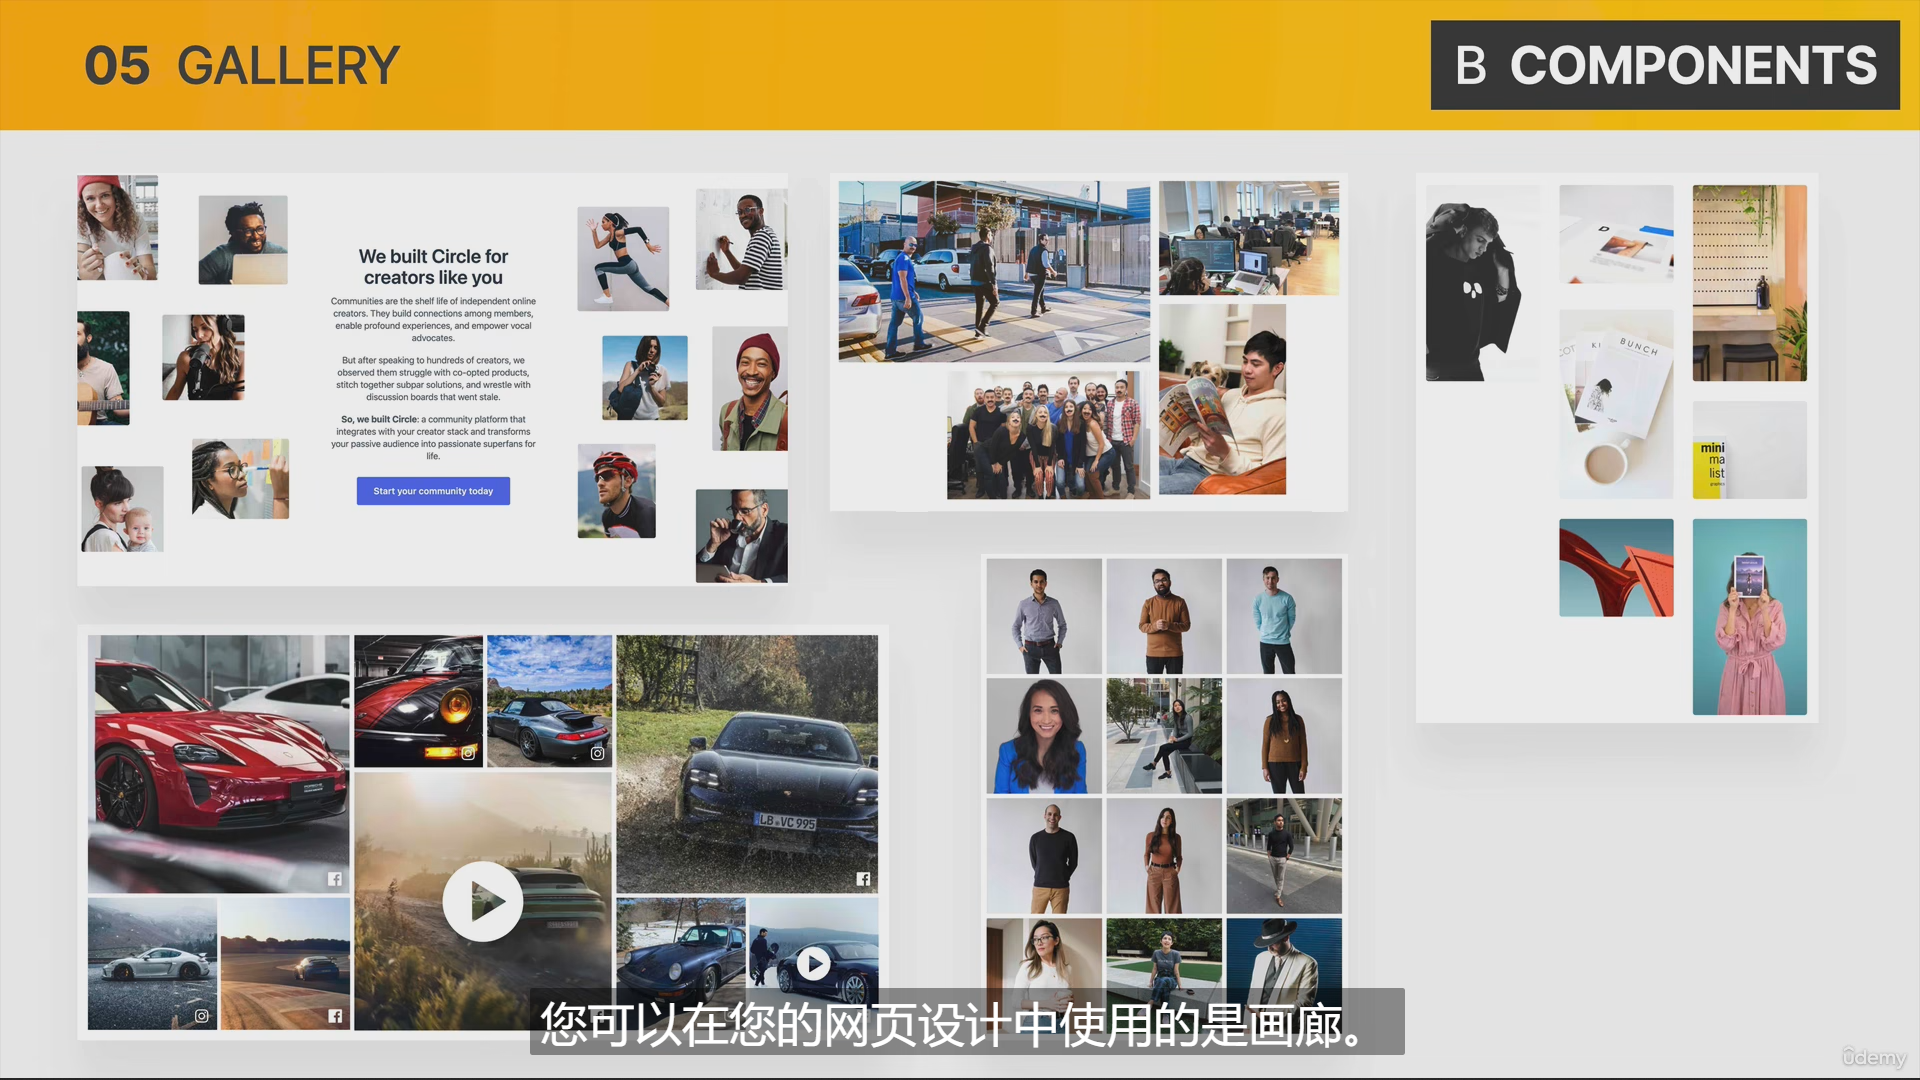 05 GALLERY
B COMPONENTS
We built Circle for
creators like you
Communities are the shelf life of independent online
creators. They build connections among members,
enable profound experiences, and empower vocal
advocates.
But after speaking to hundreds of creators, we
observed them struggle with co-opted products,
stitch together subpar solutions, and wrestle with
discussion boards that went stale.
So, we built Circle: a community platform that
integrates with your creator stack and transforms
your passive audience into passionate superfans for
life.
Start your community today
BUNCH
mini
ma
list
LB VC 995
您可以在您的网页设计中使用的是画廊。
ûdemy